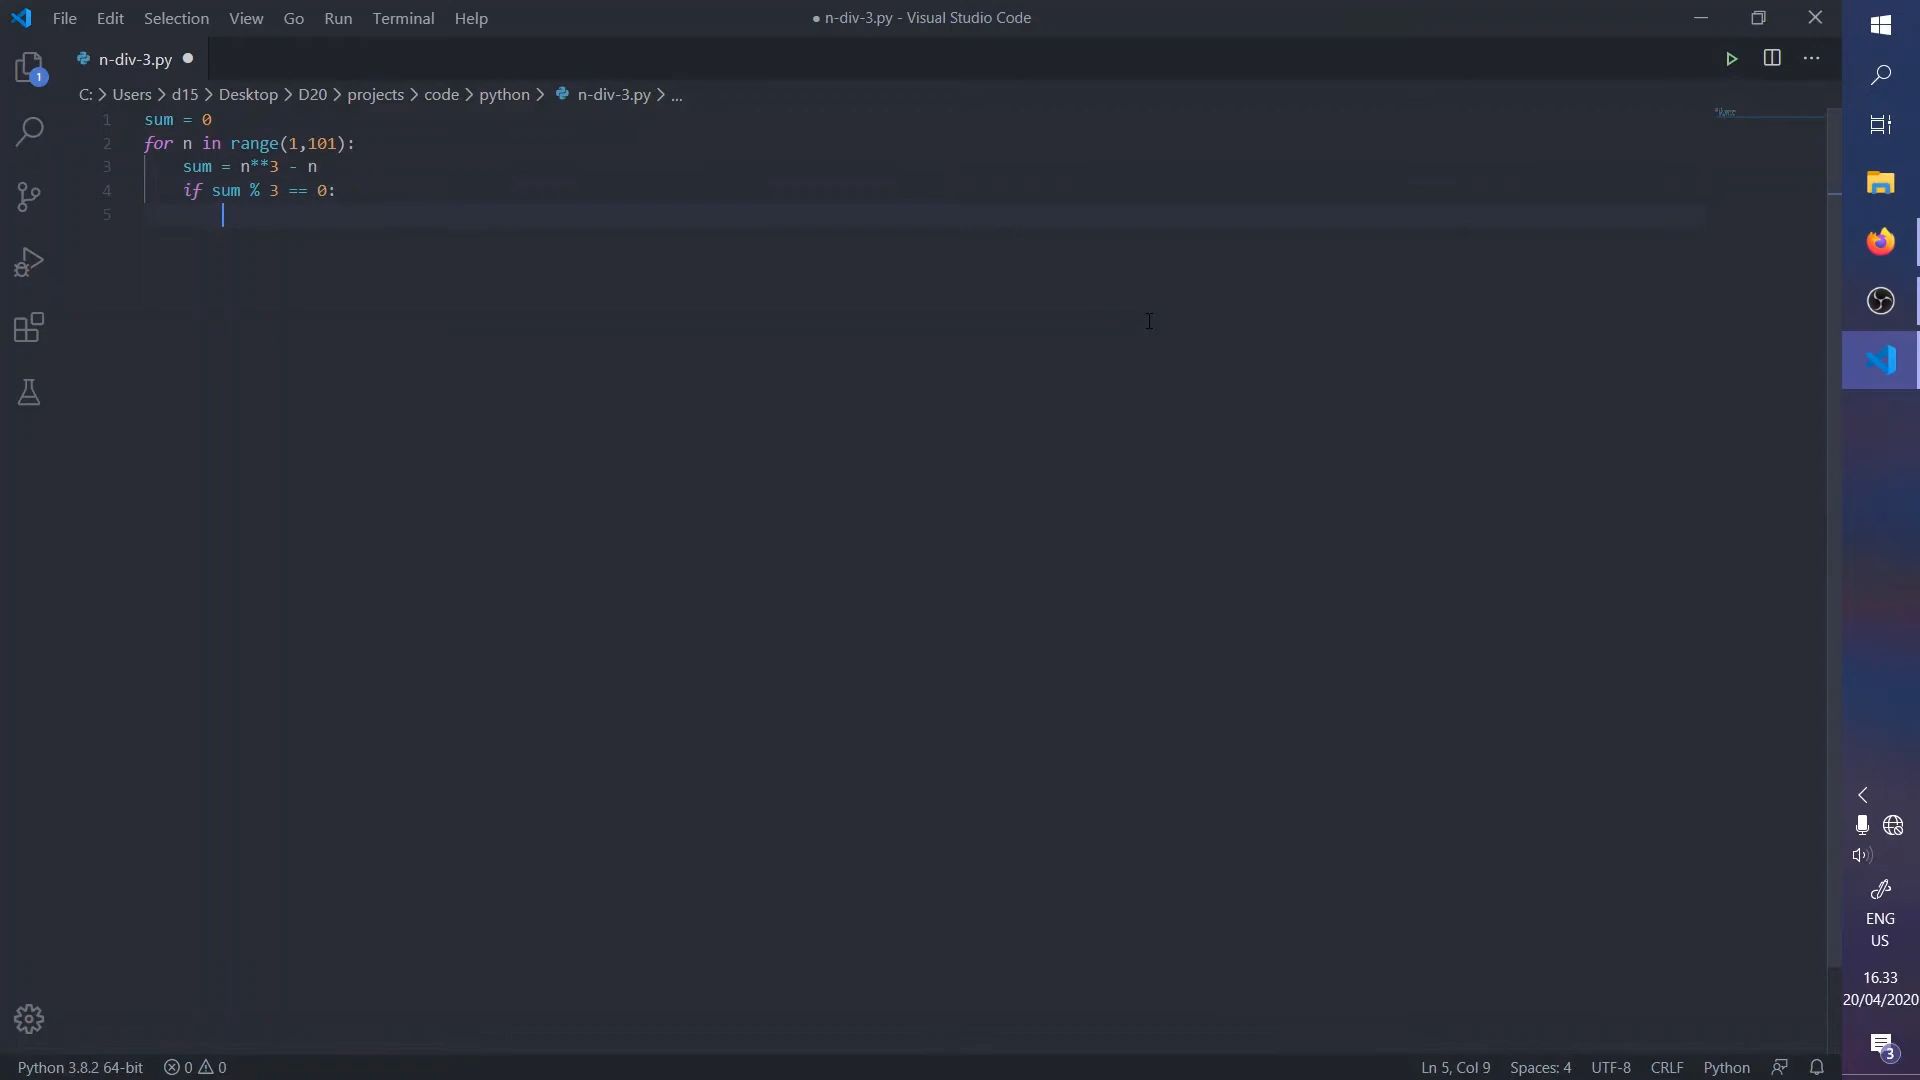 File Edit Selection View Go Run Terminal Help
● n-div-3.py - Visual Studio Code
n-div-3.py ●
1
C: > Users > d15 > Desktop > D20 > projects > code > python > n-div-3.py > ...
1 sum = 0
2 for n in range(1,101):
3 sum = n**3 - n
4 if sum % 3 == 0:
5
ENG
US
16.33
20/04/2020
3
Python 3.8.2 64-bit 0 0 Ln 5, Col 9 Spaces: 4 UTF-8 CRLF Python